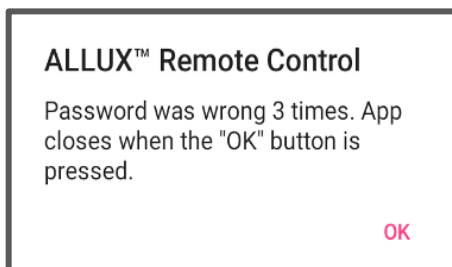 ALLUX™ Remote Control
Password was wrong 3 times. App
closes when the "OK" button is
pressed.
OK